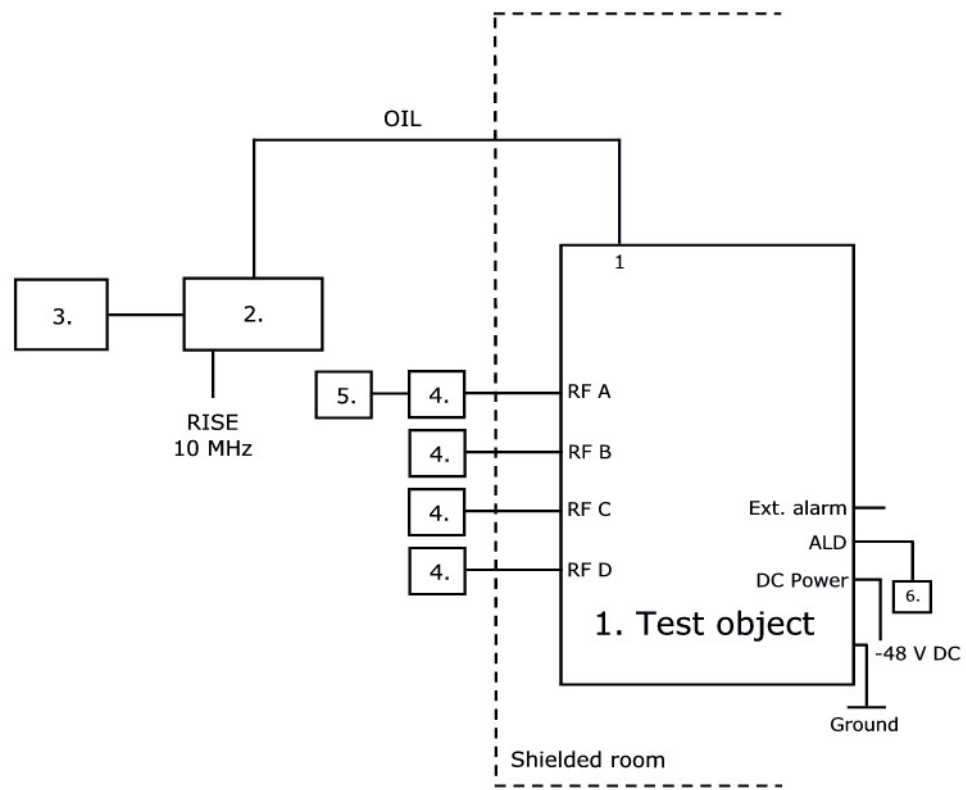 OIL
1
3.
2.
RISE
10 MHz
5.
4.
RF A
4.
RF B
4.
RF C
4.
RF D
Ext. alarm
ALD
DC Power
6.
1. Test object
-48 V DC
Ground
Shielded room